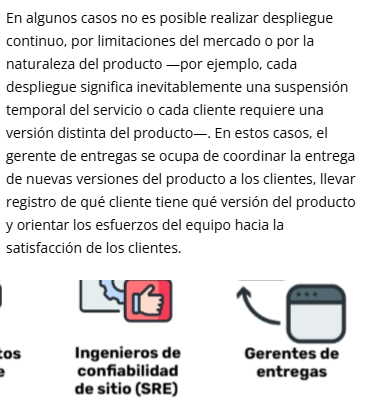 En algunos casos no es posible realizar despliegue
continuo, por limitaciones del mercado o por la
naturaleza del producto —por ejemplo, cada
despliegue significa inevitablemente una suspensión
temporal del servicio o cada cliente requiere una
versión distinta del producto—. En estos casos, el
gerente de entregas se ocupa de coordinar la entrega
de nuevas versiones del producto a los clientes, llevar
registro de qué cliente tiene qué versión del producto
y orientar los esfuerzos del equipo hacia la
satisfacción de los clientes.
Ingenieros de
confiabilidad
de sitio (SRE)
Gerentes de
entregas